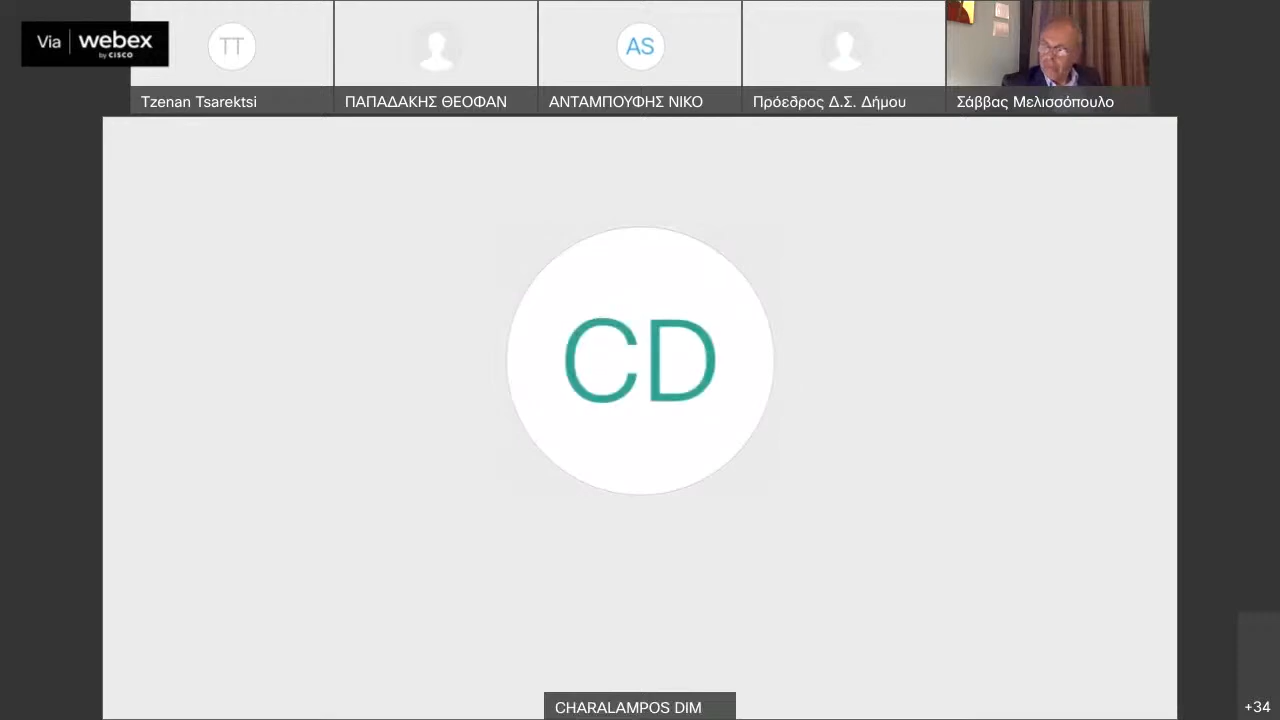 Via webex
by CISCO
TT
AS
Tzenan Tsarektsi
ΠΑΠΑΔΑΚΗΣ ΘΕΟΦΑΝ
ΑΝΤΑΜΠΟΥΦΗΣ ΝΙΚΟ
Πρόεδρος Δ.Σ. Δήμου
Σάββας Μελισσόπουλο
CD
CHARALAMPOS DIM
+34